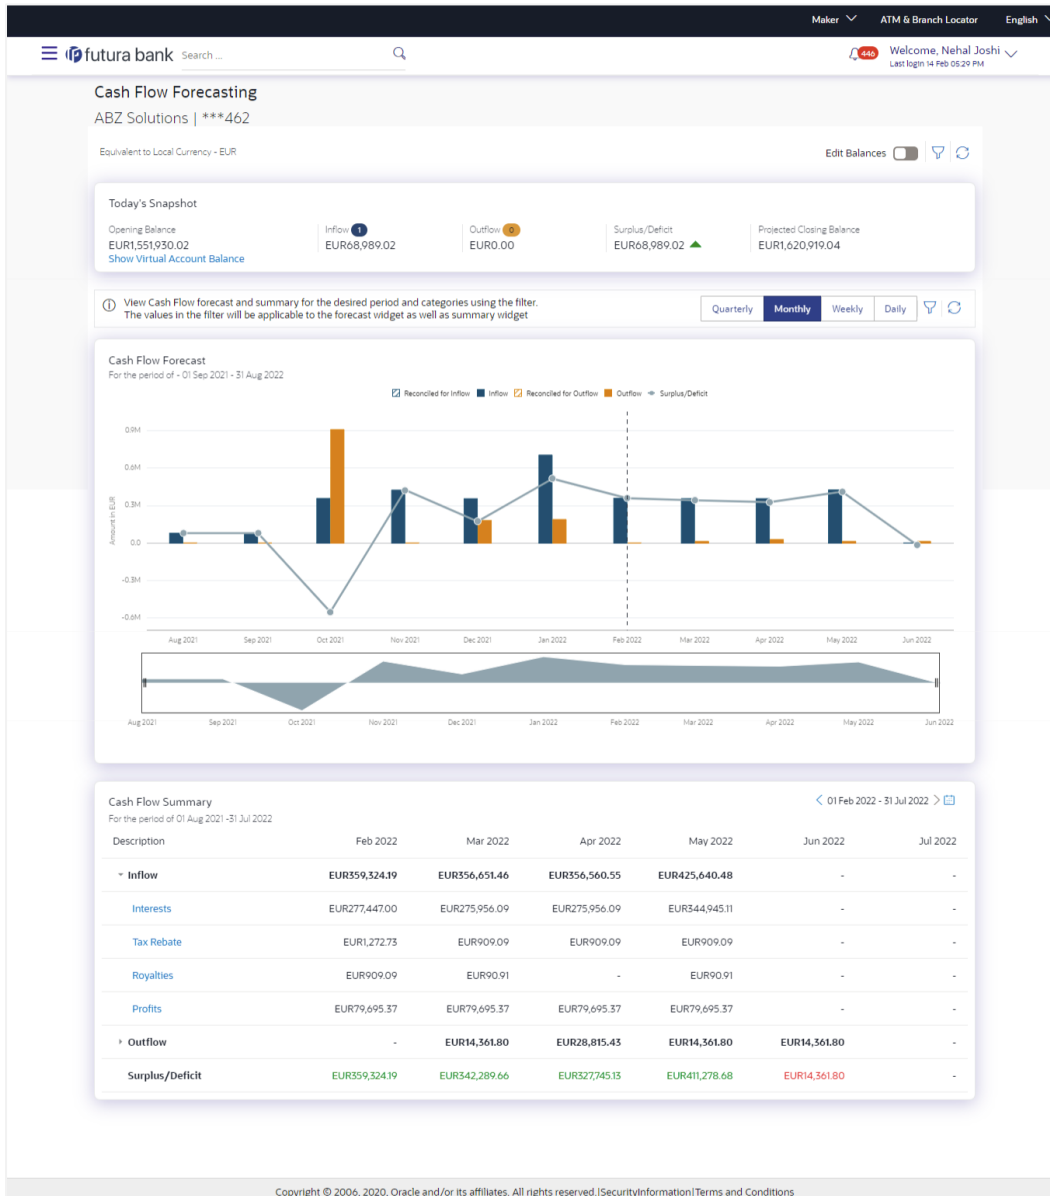 Maker ATM & Branch Locator English
futura bank Search ... 446 Welcome, Nehal Joshi
Last login 14 Feb 05:29 PM
Cash Flow Forecasting
ABZ Solutions | ***462
Equivalent to Local Currency - EUR Edit Balances
Today's Snapshot
Opening Balance Inflow 1 Outflow 0 Surplus/Deficit Projected Closing Balance
EUR1,551,930.02 EUR68,989.02 EUR0.00 EUR68,989.02 EUR1,620,919.04
Show Virtual Account Balance
View Cash Flow forecast and summary for the desired period and categories using the filter.
The values in the filter will be applicable to the forecast widget as well as summary widget
Quarterly Monthly Weekly Daily
Cash Flow Forecast
For the period of - 01 Sep 2021 - 31 Aug 2022
Reconciled for Inflow Inflow Reconciled for Outflow Outflow Surplus/Deficit
Amount in EUR
0.9M
0.6M
0.3M
0.0
-0.3M
-0.6M
Aug 2021 Sep 2021 Oct 2021 Nov 2021 Dec 2021 Jan 2022 Feb 2022 Mar 2022 Apr 2022 May 2022 Jun 2022
Aug 2021 Sep 2021 Oct 2021 Nov 2021 Dec 2021 Jan 2022 Feb 2022 Mar 2022 Apr 2022 May 2022 Jun 2022
Cash Flow Summary 01 Feb 2022 - 31 Jul 2022
For the period of 01 Aug 2021 -31 Jul 2022
Description Feb 2022 Mar 2022 Apr 2022 May 2022 Jun 2022 Jul 2022
Inflow EUR359,324.19 EUR356,651.46 EUR356,560.55 EUR425,640.48 - -
Interests EUR277,447.00 EUR275,956.09 EUR275,956.09 EUR344,945.11 - -
Tax Rebate EUR1,272.73 EUR909.09 EUR909.09 EUR909.09 - -
Royalties EUR909.09 EUR90.91 - EUR90.91 - -
Profits EUR79,695.37 EUR79,695.37 EUR79,695.37 EUR79,695.37 - -
Outflow - EUR14,361.80 EUR28,815.43 EUR14,361.80 EUR14,361.80 -
Surplus/Deficit EUR359,324.19 EUR342,289.66 EUR327,745.13 EUR411,278.68 EUR14,361.80 -
Copyright © 2006, 2020, Oracle and/or its affiliates. All rights reserved.|SecurityInformation|Terms and Conditions